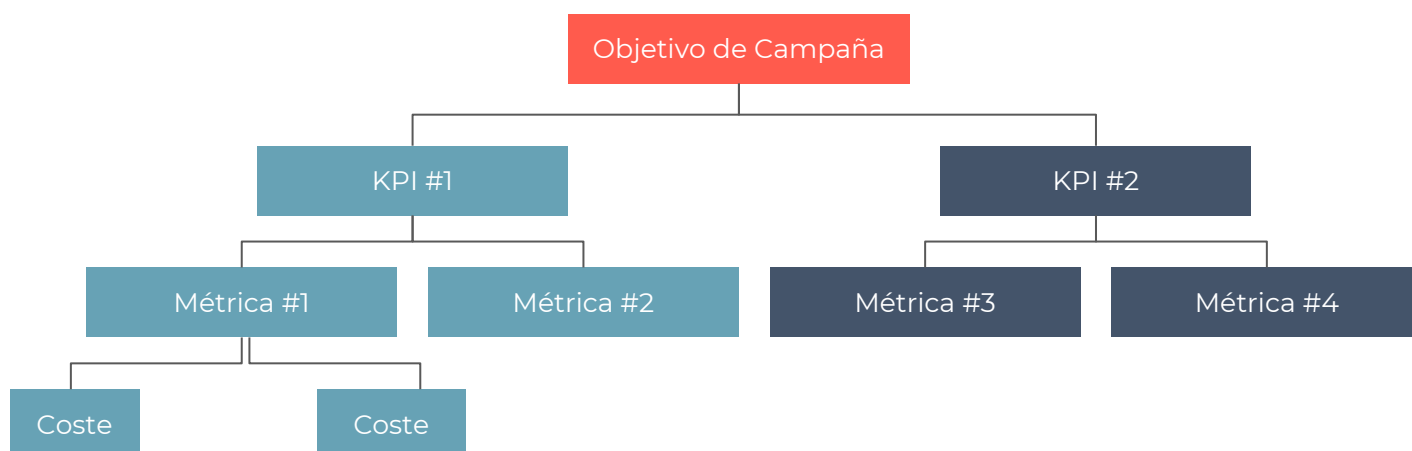 Objetivo de Campaña
KPI #1
KPI #2
Métrica #1
Métrica #2
Métrica #3
Métrica #4
Coste
Coste